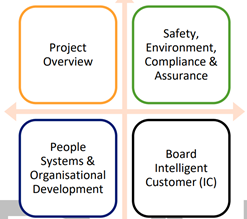 Project
Overview
Safety,
Environment,
Compliance &
Assurance
People
Systems &
Organisational
Development
Board
Intelligent
Customer (IC)